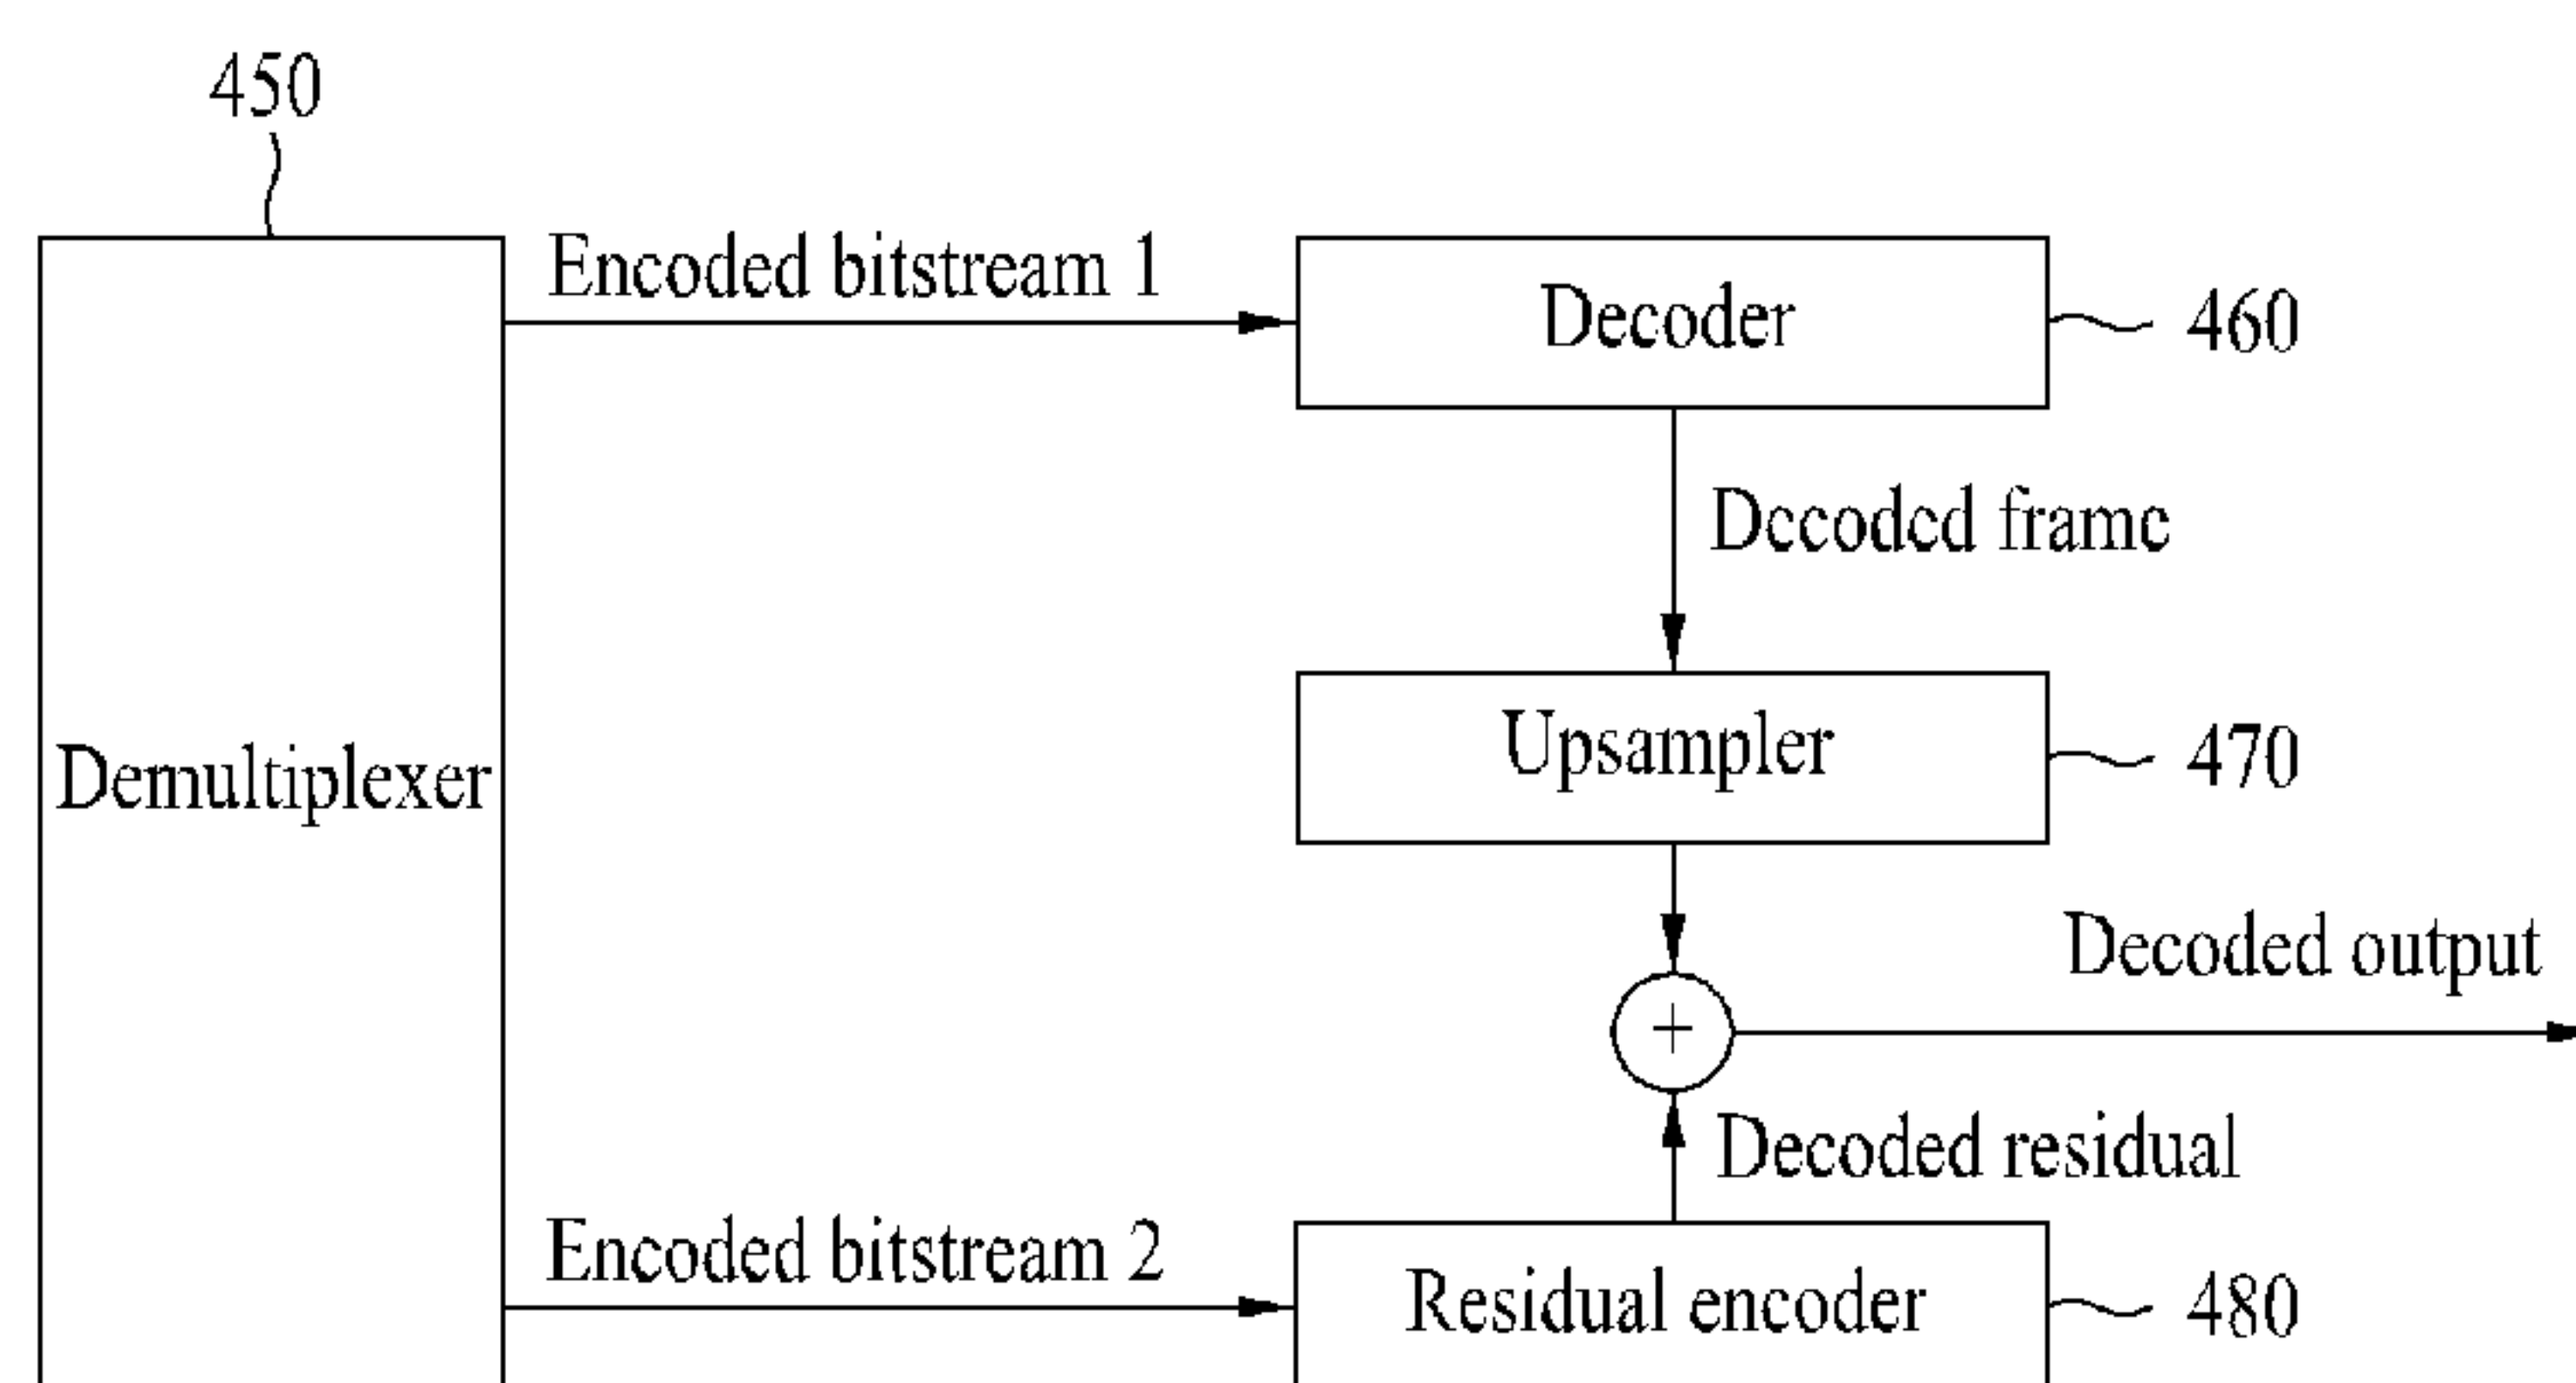 450
Encoded bitstream 1
Decoder
460
Decoded frame
Demultiplexer
Upsampler
470
Decoded output
+
Decoded residual
Encoded bitstream 2
Residual encoder
480